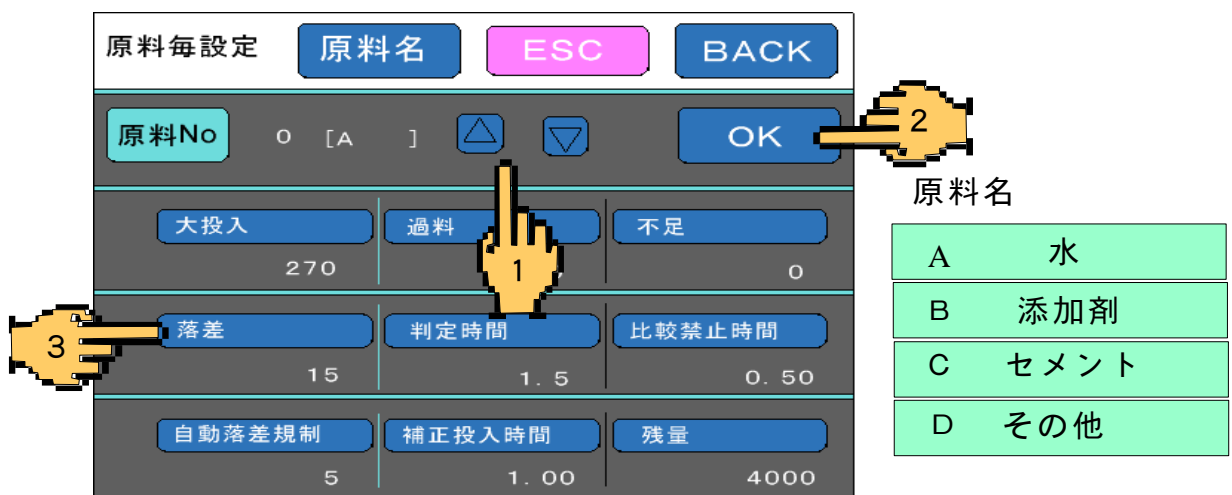 原料毎設定 原料名 ESC BACK
原料No 0 [A ] OK
2
原料名
大投入 過料 不足
270 0
1
A 水
B 添加剤
落差 判定時間 比較禁止時間
3
15 1.5 0.50
C セメント
D その他
自動落差規制 補正投入時間 残量
5 1.00 4000